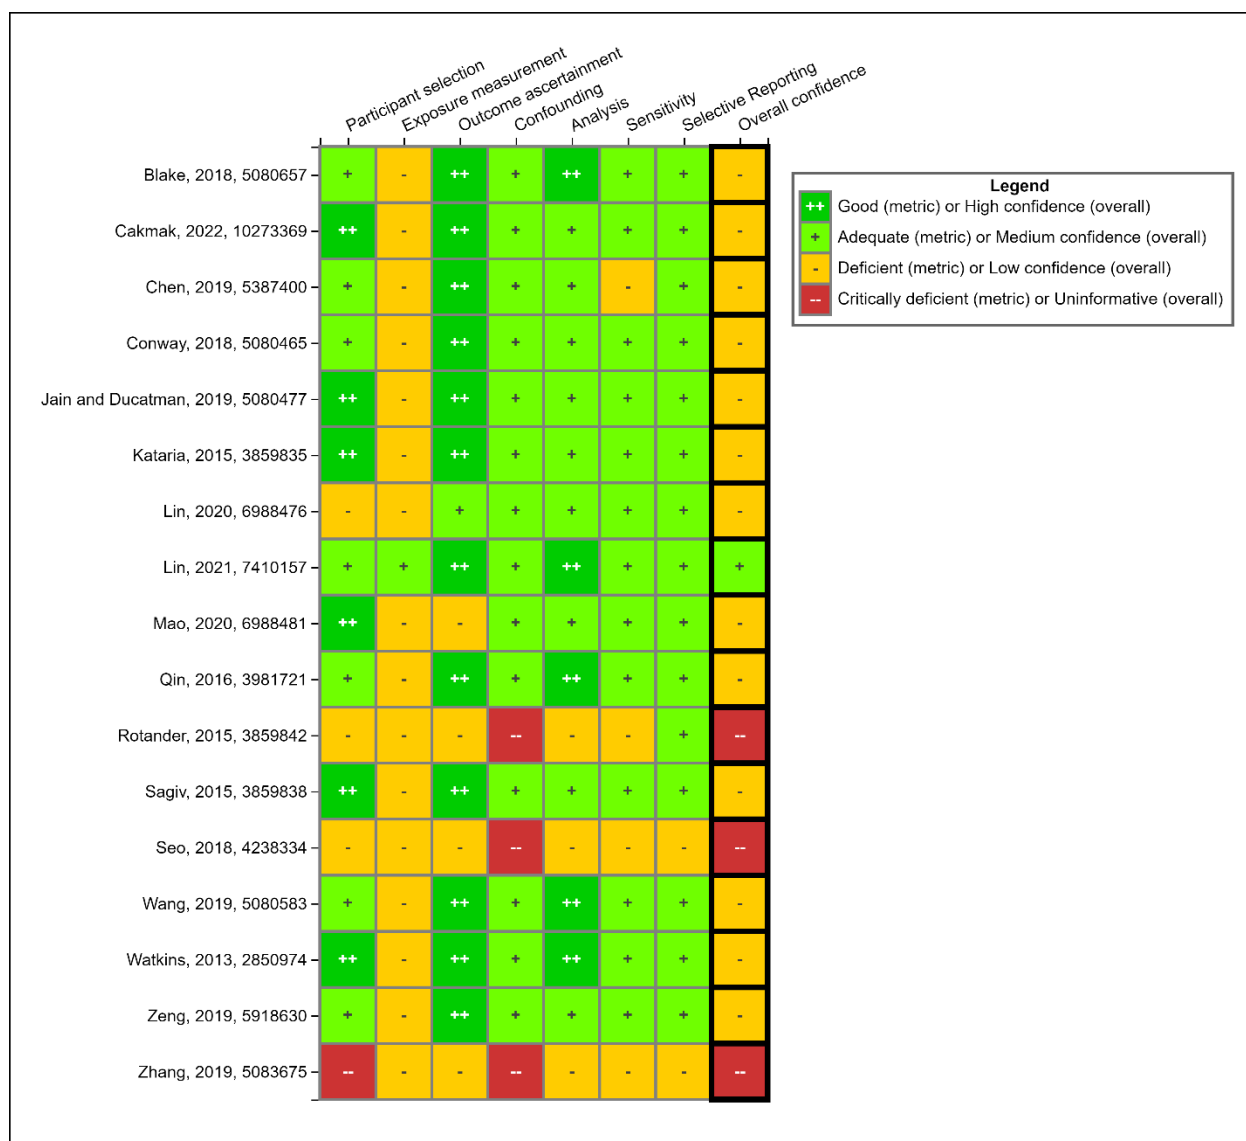 Participant selection
Exposure measurement
Outcome ascertainment
Confounding
Analysis
Sensitivity
Selective Reporting
Overall confidence
Blake, 2018, 5080657 + - ++ + ++ + + -
Cakmak, 2022, 10273369 ++ - ++ + + + + -
Chen, 2019, 5387400 + - ++ + + - + -
Conway, 2018, 5080465 + - ++ + + + + -
Jain and Ducatman, 2019, 5080477 ++ - ++ + + + + -
Kataria, 2015, 3859835 ++ - ++ + + + + -
Lin, 2020, 6988476 - - + + + + + -
Lin, 2021, 7410157 + + ++ + ++ + + +
Mao, 2020, 6988481 ++ - - + + + + -
Qin, 2016, 3981721 + - ++ + ++ + + -
Rotander, 2015, 3859842 - - - -- - - + --
Sagiv, 2015, 3859838 ++ - ++ + + + + -
Seo, 2018, 4238334 - - - -- - - - --
Wang, 2019, 5080583 + - ++ + ++ + + -
Watkins, 2013, 2850974 ++ - ++ + ++ + + -
Zeng, 2019, 5918630 + - ++ + + + + -
Zhang, 2019, 5083675 -- - - -- - - - --
Legend
++ Good (metric) or High confidence (overall)
+ Adequate (metric) or Medium confidence (overall)
- Deficient (metric) or Low confidence (overall)
-- Critically deficient (metric) or Uninformative (overall)